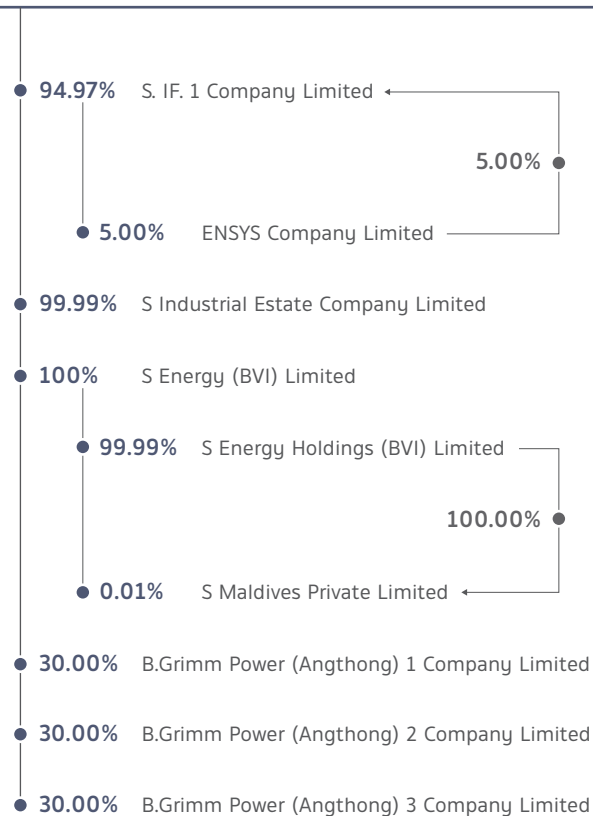 94.97% S. IF. 1 Company Limited
5.00%
5.00% ENSYS Company Limited
99.99% S Industrial Estate Company Limited
100% S Energy (BVI) Limited
99.99% S Energy Holdings (BVI) Limited
100.00%
0.01% S Maldives Private Limited
30.00% B.Grimm Power (Angthong) 1 Company Limited
30.00% B.Grimm Power (Angthong) 2 Company Limited
30.00% B.Grimm Power (Angthong) 3 Company Limited